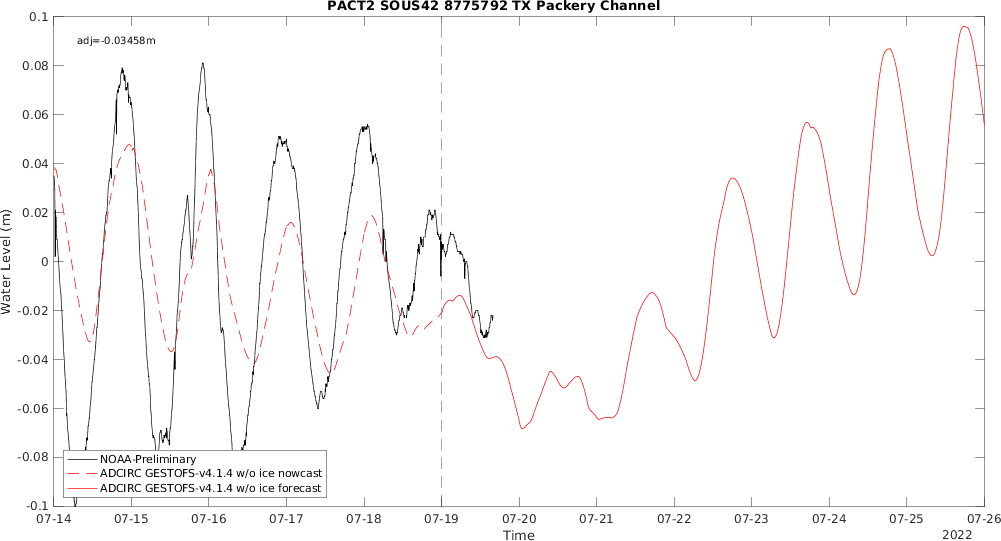 PACT2 SOUS42 8775792 TX Packery Channel
adj=-0.03458m
0.1
0.08
0.06
0.04
0.02
0
-0.02
-0.04
-0.06
-0.08
-0.1
Water Level (m)
NOAA-Preliminary
ADCIRC GESTOFS-v4.1.4 w/o ice nowcast
ADCIRC GESTOFS-v4.1.4 w/o ice forecast
07-14 07-15 07-16 07-17 07-18 07-19 07-20 07-21 07-22 07-23 07-24 07-25 07-26
Time
2022